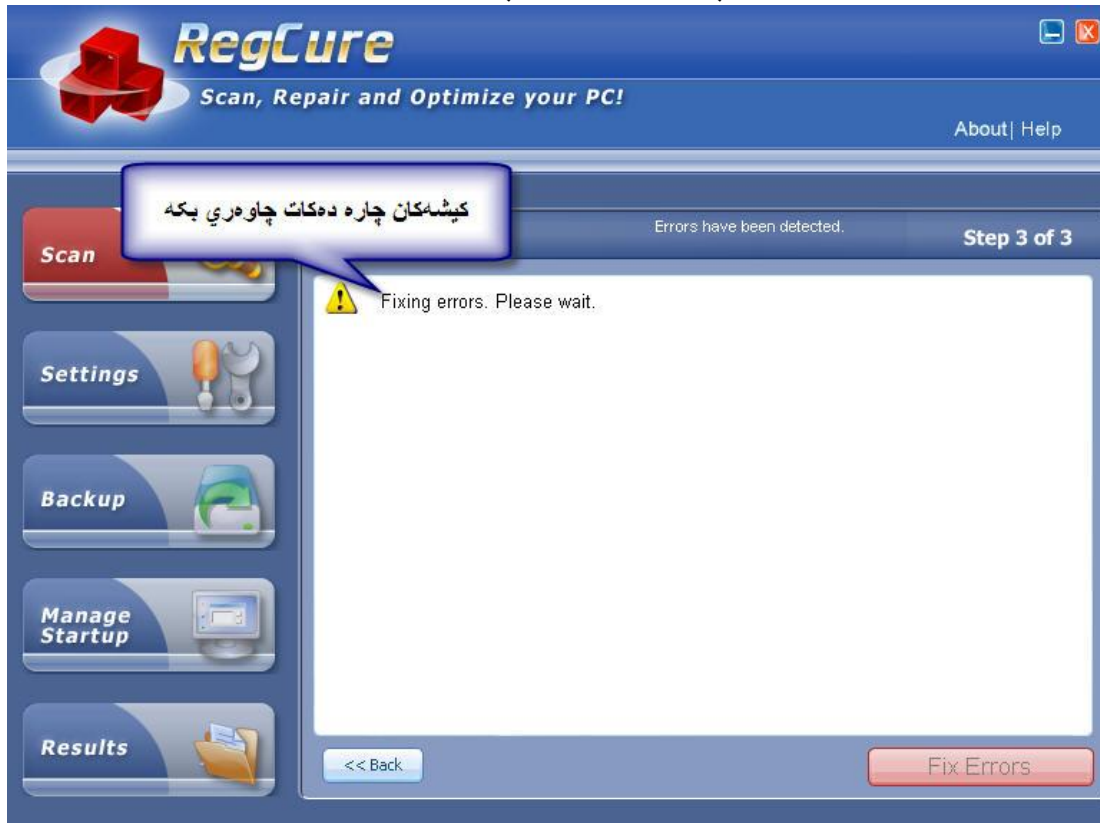 RegCure
Scan, Repair and Optimize your PC!
About| Help
کیشەکان چارە دەکات چاوەري بکە
Errors have been detected.
Step 3 of 3
Scan
Fixing errors. Please wait.
Settings
Backup
Manage
Startup
Results
<< Back
Fix Errors